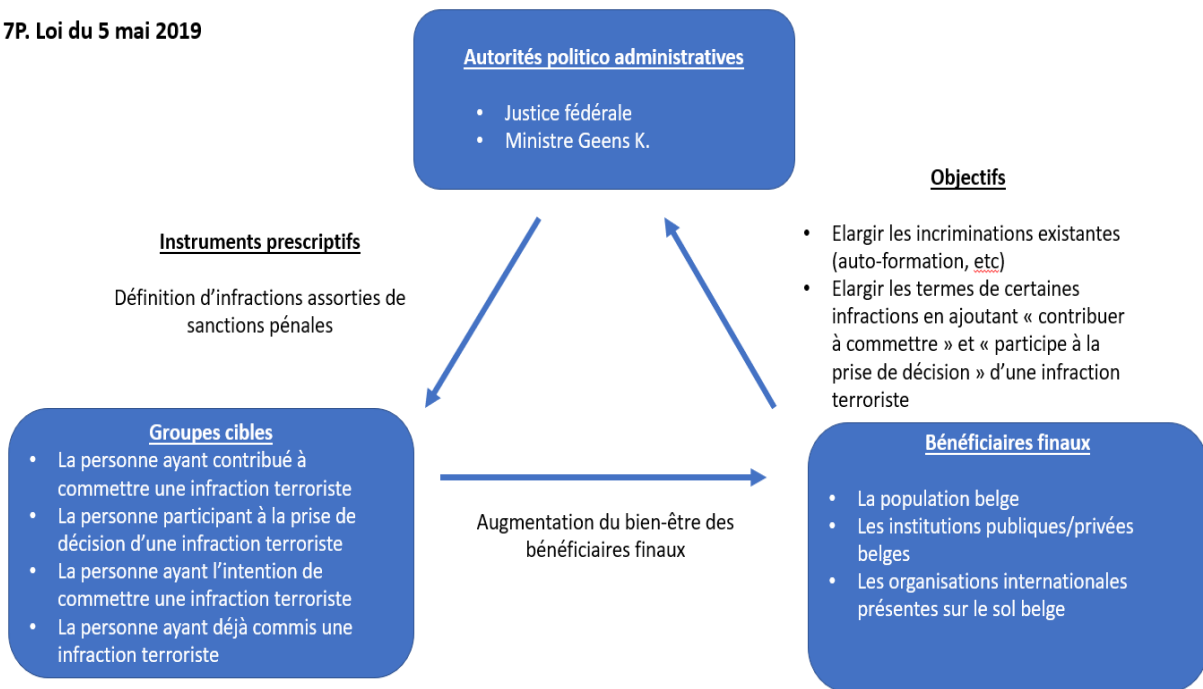 7P. Loi du 5 mai 2019
Autorités politico administratives
• Justice fédérale
• Ministre Geens K.
Instruments prescriptifs
Définition d’infractions assorties de
sanctions pénales
Objectifs
• Elargir les incriminations existantes
(auto-formation, etc)
• Elargir les termes de certaines
infractions en ajoutant « contribuer
à commettre » et « participe à la
prise de décision » d’une infraction
terroriste
Groupes cibles
• La personne ayant contribué à
commettre une infraction terroriste
• La personne participant à la prise de
décision d’une infraction terroriste
• La personne ayant l’intention de
commettre une infraction terroriste
• La personne ayant déjà commis une
infraction terroriste
Augmentation du bien-être des
bénéficiaires finaux
Bénéficiaires finaux
• La population belge
• Les institutions publiques/privées
belges
• Les organisations internationales
présentes sur le sol belge